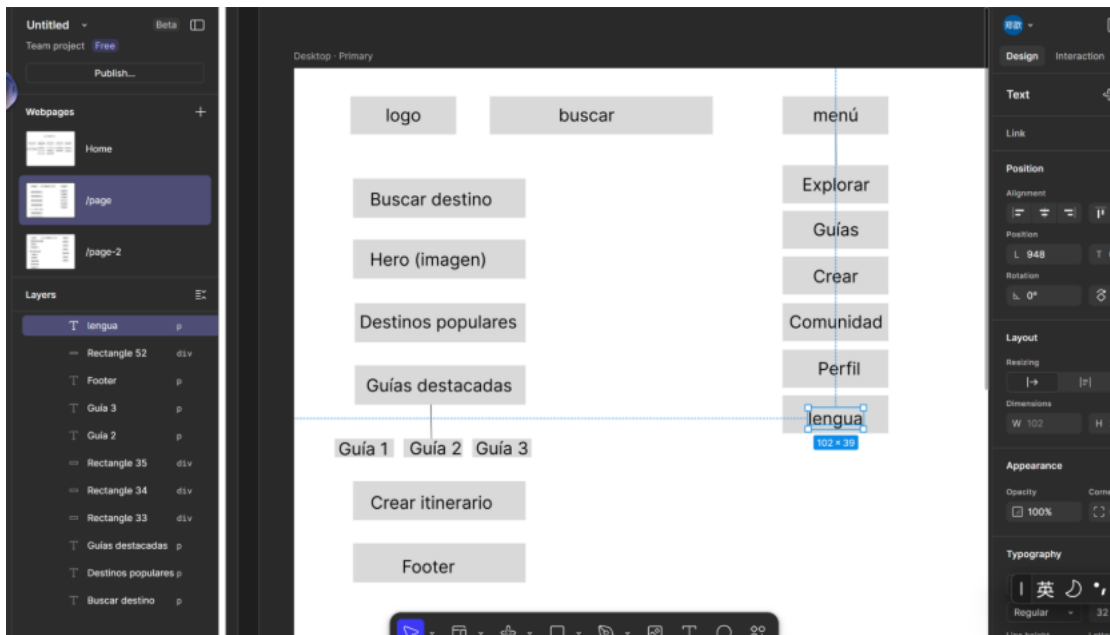 Untitled Beta
Team project Free
Publish...
Webpages
Home
/page
/page-2
Layers
lengua p
Rectangle 52 div
Footer p
Guía 3 p
Guía 2 p
Rectangle 35 div
Rectangle 34 div
Rectangle 33 div
Guías destacadas p
Destinos populares p
Buscar destino p
Desktop · Primary
logo buscar menú
Buscar destino
Hero (imagen)
Destinos populares
Guías destacadas
Guía 1 Guía 2 Guía 3
Crear itinerario
Footer
Explorar
Guías
Crear
Comunidad
Perfil
lengua
102 × 39
Design Interaction
Text
Link
Position
Alignment
Position
L 948 T
Rotation
0°
Layout
Resizing
Dimensions
W 102 H
Appearance
Opacity
100%
Typography
英
Regular 32